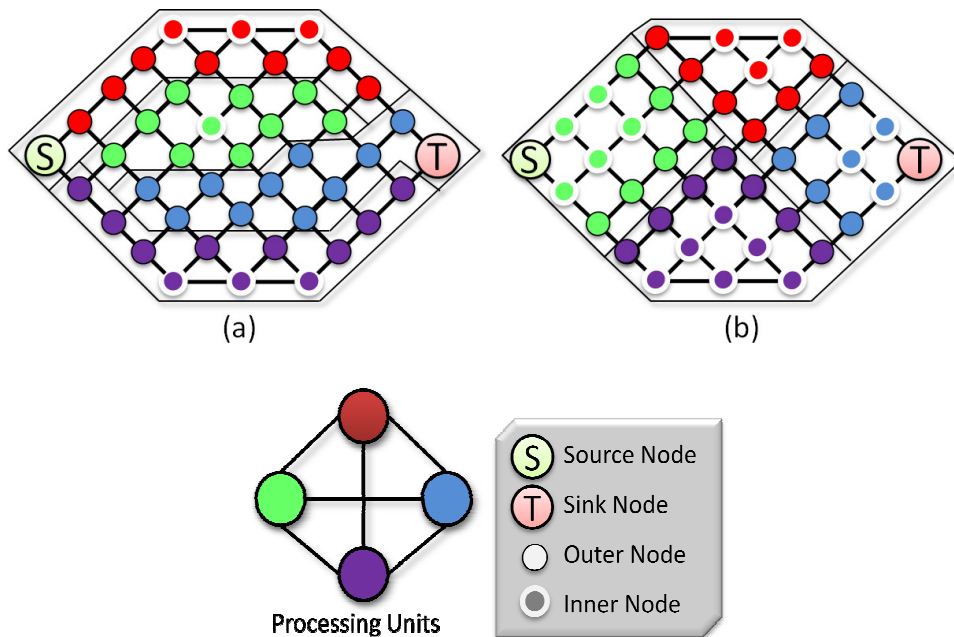 S
T
S
T
(a)
(b)
S Source Node
T Sink Node
Outer Node
Inner Node
Processing Units